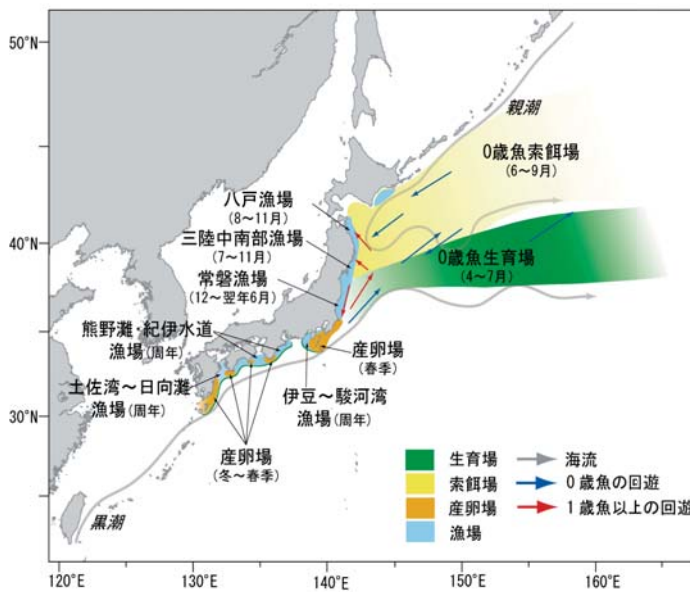 50°N
40°N
30°N
120°E
130°E
140°E
150°E
160°E
親潮
0歳魚索餌場
(6～9月)
八戸漁場
(8～11月)
三陸中南部漁場
(7～11月)
常磐漁場
(12～翌年6月)
0歳魚生育場
(4～7月)
熊野灘・紀伊水道
漁場(周年)
産卵場
(春季)
土佐湾～日向灘
漁場(周年)
伊豆～駿河湾
漁場(周年)
産卵場
(冬～春季)
黒潮
生育場
索餌場
産卵場
漁場
海流
0歳魚の回遊
1歳魚以上の回遊